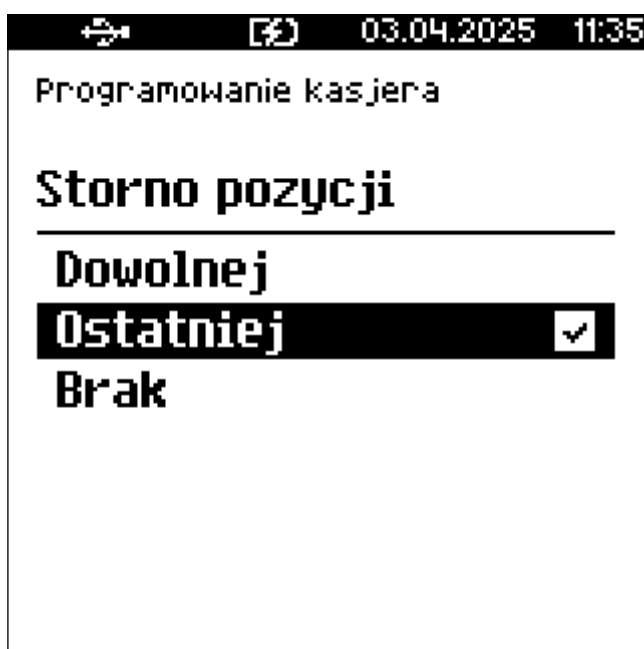 03.04.2025 11:35
Programowanie kasjera
Storno pozycji
Dowolnej
Ostatniej
Brak